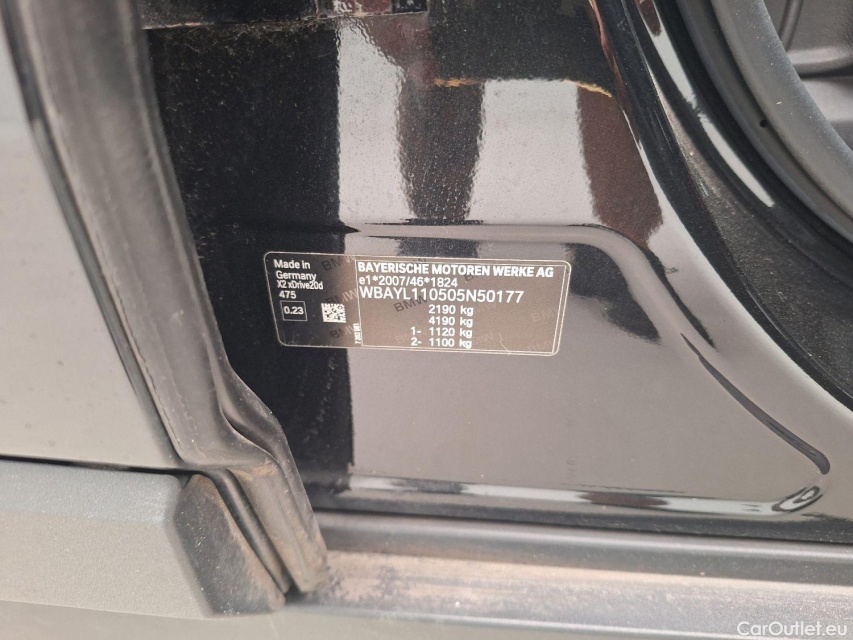 Made in
Germany
X2 xDrive20d
475
0.23
BAYERISCHE MOTOREN WERKE AG
e1*2007/46*1824
WBAYL110505N50177
2190 kg
4190 kg
1- 1120 kg
2- 1100 kg
CarOutlet.eu